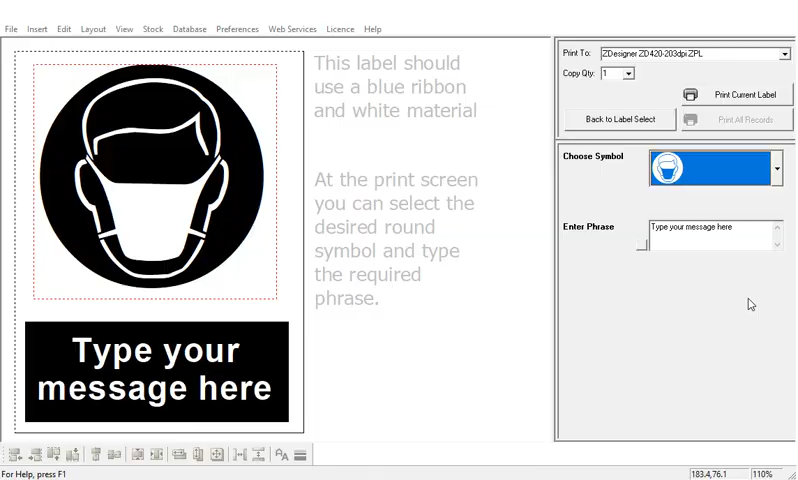 File Insert Edit Layout View Stock Database Preferences Web Services Licence Help
This label should
use a blue ribbon
and white material
At the print screen
you can select the
desired round
symbol and type
the required
phrase.
Type your
message here
Print To: ZDesigner ZD420-203dpi ZPL
Copy Qty: 1
Print Current Label
Back to Label Select Print All Records
Choose Symbol
Enter Phrase Type your message here
For Help, press F1 183.4,76.1 110%